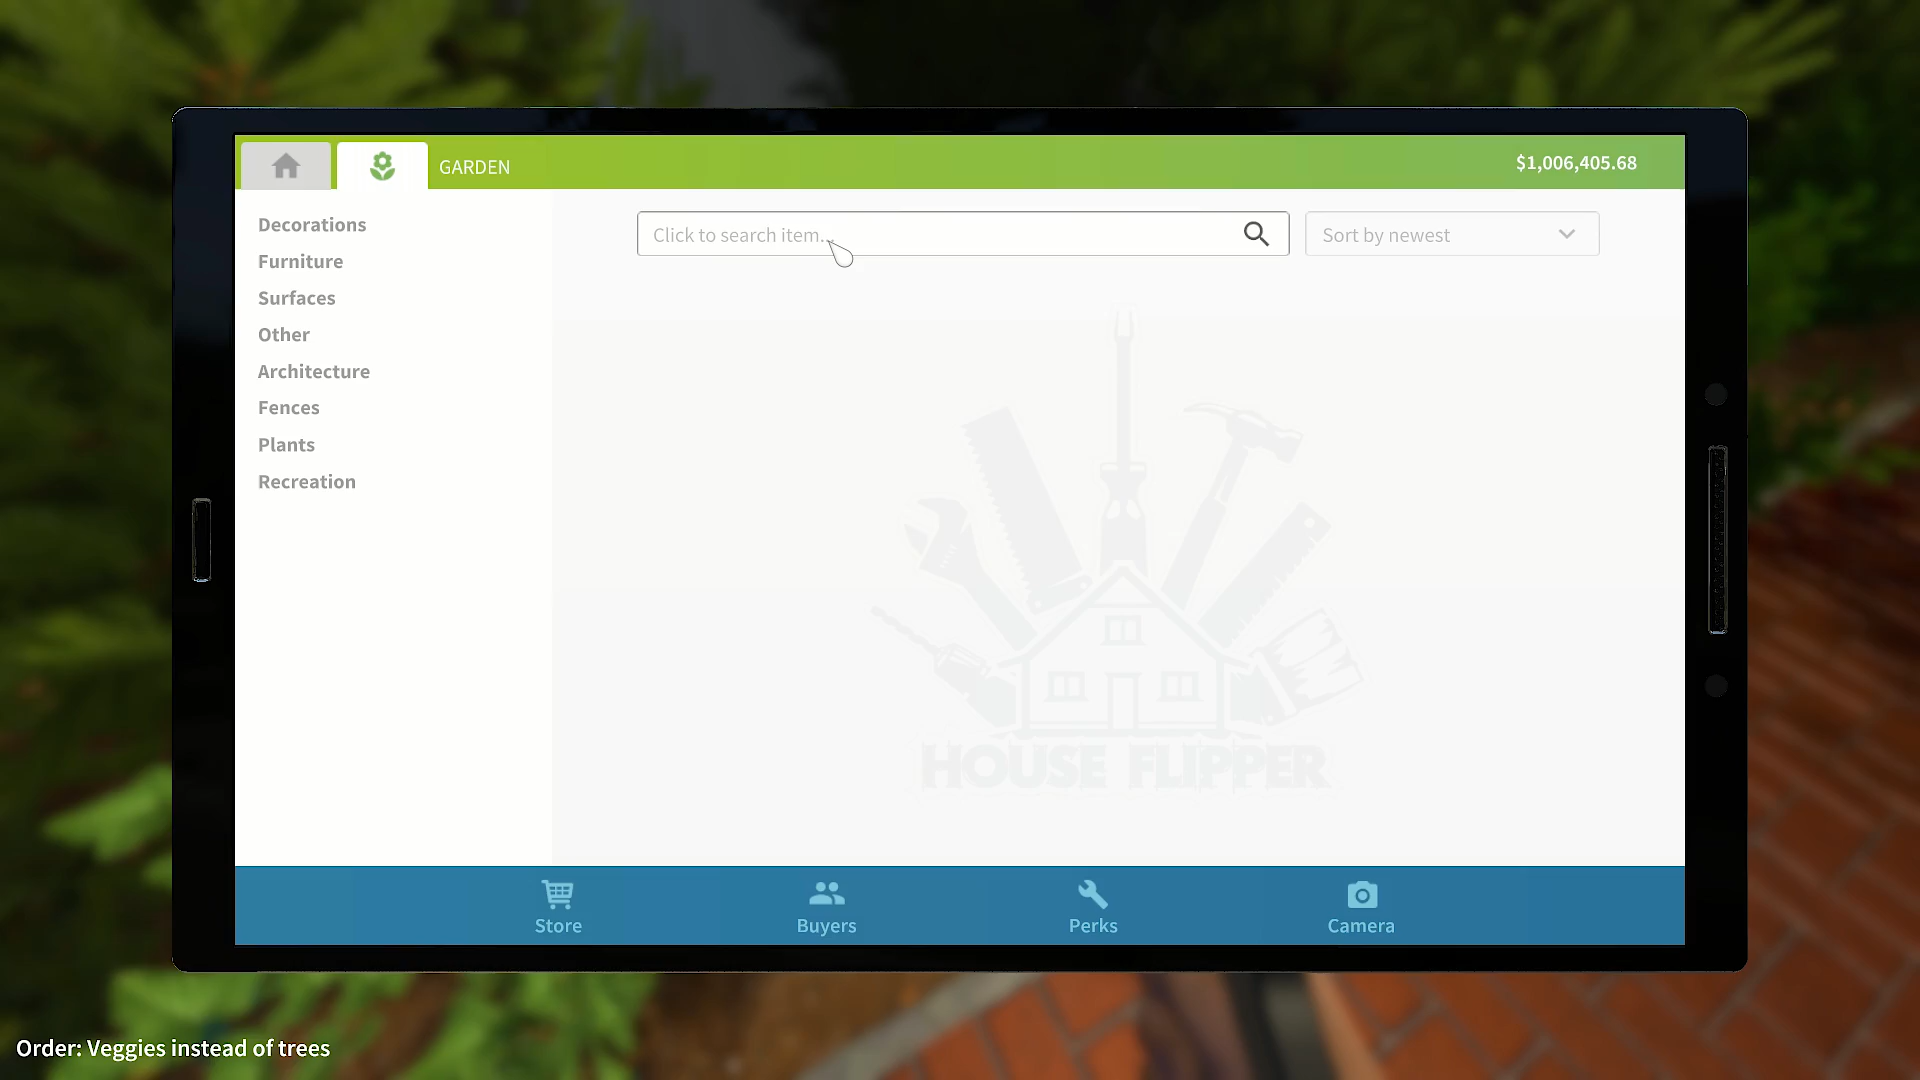 GARDEN
$1,006,405.68
Decorations
Furniture
Surfaces
Other
Architecture
Fences
Plants
Recreation
Click to search item...
Sort by newest
HOUSE FLIPPER
Store
Buyers
Perks
Camera
Order: Veggies instead of trees